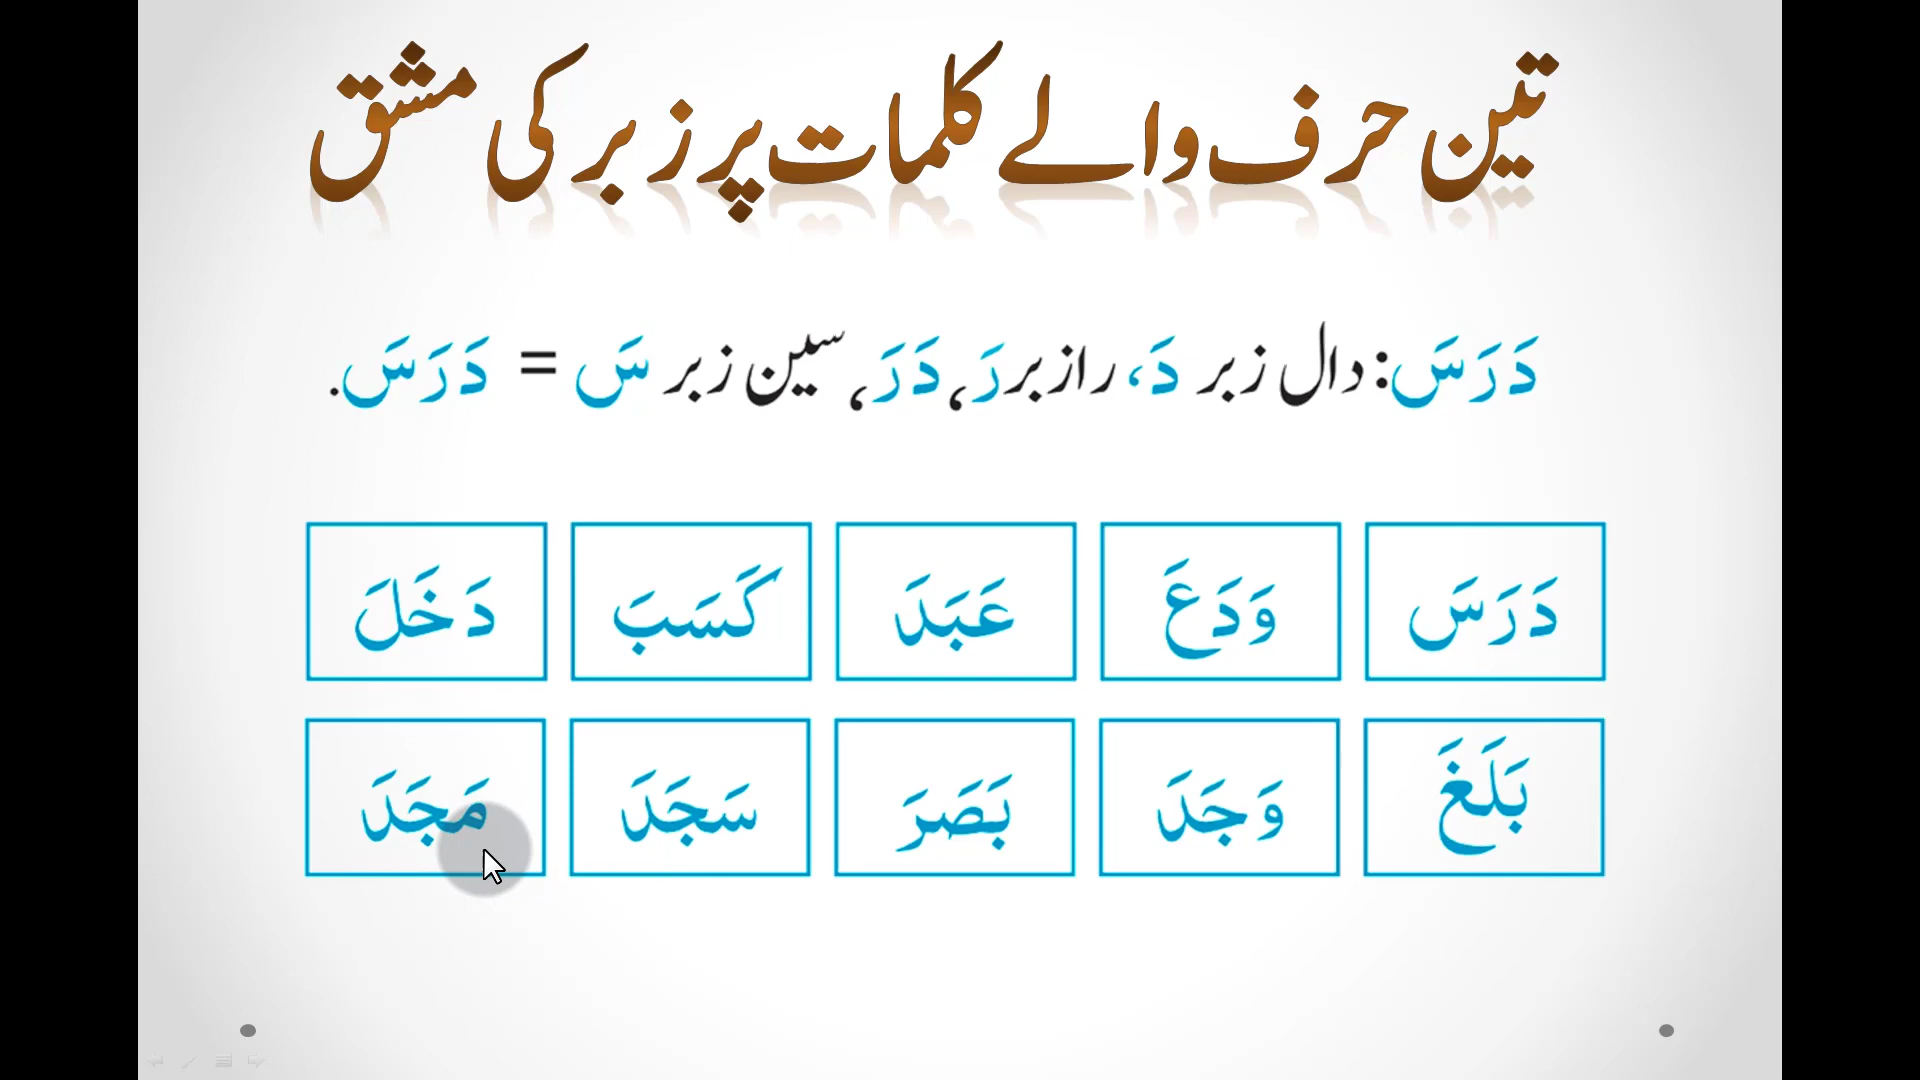 تین حرف والے کلمات پر زبر کی مشق
دَرَسَ: دال زبر دَ، را زبر رَ، دَرَ، سین زبر سَ = دَرَسَ.
دَرَسَ وَدَعَ عَبَدَ كَسَبَ دَخَلَ
بَلَغَ وَجَدَ بَصَرَ سَجَدَ مَجَدَ